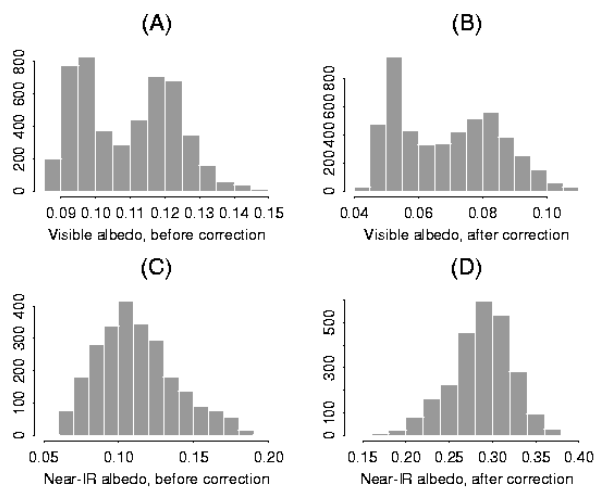 (A)
(B)
0 200 400 600 800
0.09 0.10 0.11 0.12 0.13 0.14 0.15
Visible albedo, before correction
0 200 400 600 800
0.04 0.06 0.08 0.10
Visible albedo, after correction
(C)
(D)
0 100 200 300 400
0.05 0.10 0.15 0.20
Near-IR albedo, before correction
0 100 300 500
0.15 0.20 0.25 0.30 0.35 0.40
Near-IR albedo, after correction